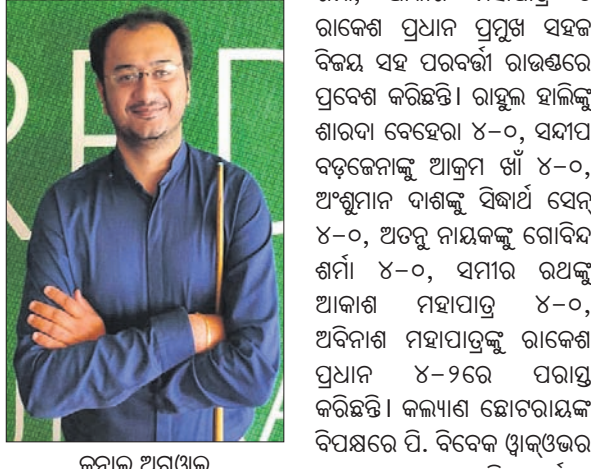 ରାକେଶ ପ୍ରଧାନ ପ୍ରମୁଖ ସହଜ
ବିଜୟ ସହ ପରବର୍ତ୍ତୀ ରାଉଣ୍ଡରେ
ପ୍ରବେଶ କରିଛନ୍ତି। ରାହୁଲ ହାଲିଙ୍କୁ
ଶାରଦା ବେହେରା ୪-୦, ସନ୍ଦୀପ
ବଡ଼ଜେନାଙ୍କୁ ଆକ୍ରମ ଖାଁ ୪-୦,
ଅଂଶୁମାନ ଦାଶଙ୍କୁ ସିଦ୍ଧାର୍ଥ ସେନ୍
୪-୦, ଅତନୁ ନାୟକଙ୍କୁ ଗୋବିନ୍ଦ
ଶର୍ମା ୪-୦, ସମୀର ରଥଙ୍କୁ
ଆକାଶ ମହାପାତ୍ର ୪-୦,
ଅବିନାଶ ମହାପାତ୍ରଙ୍କୁ ରାକେଶ
ପ୍ରଧାନ ୪-୨ରେ ପରାସ୍ତ
କରିଛନ୍ତି। କଲ୍ୟାଣ ଛୋଟରାୟଙ୍କ
ବିପକ୍ଷରେ ପି. ବିବେକ ୱାକ୍ଓଭର
କୁନାଲ ଅଗ୍ରୱାଲ